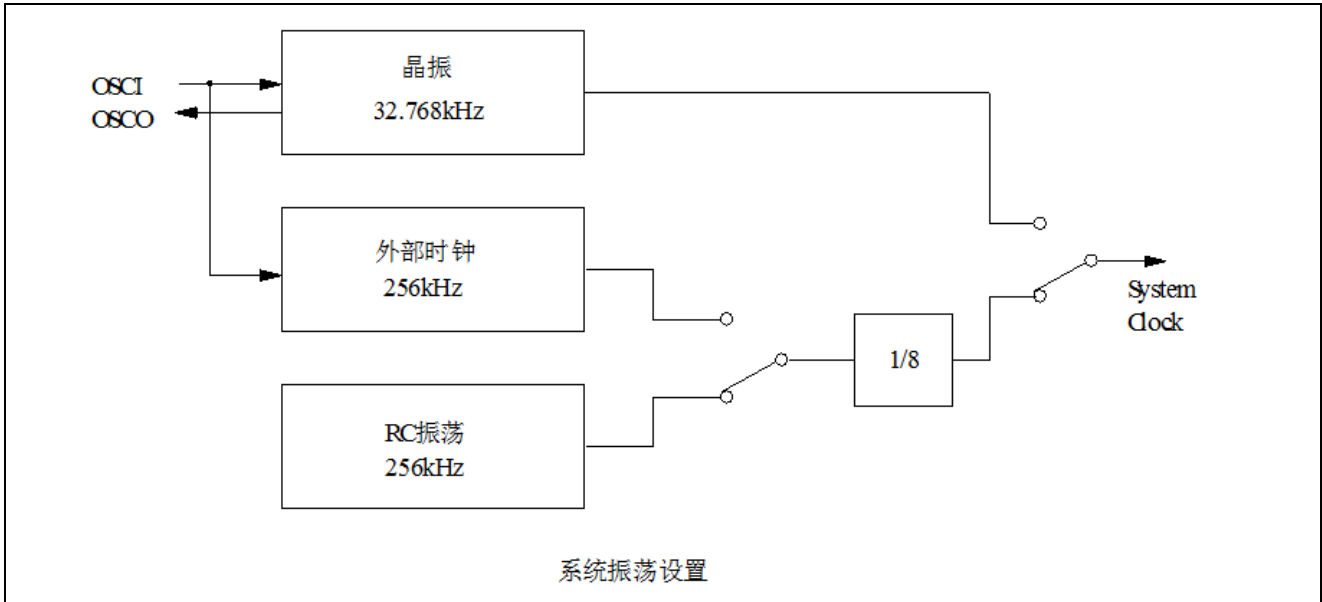 OSCI
OSCO
晶振
32.768kHz
外部时钟
256kHz
RC振荡
256kHz
1/8
System
Clock
系统振荡设置